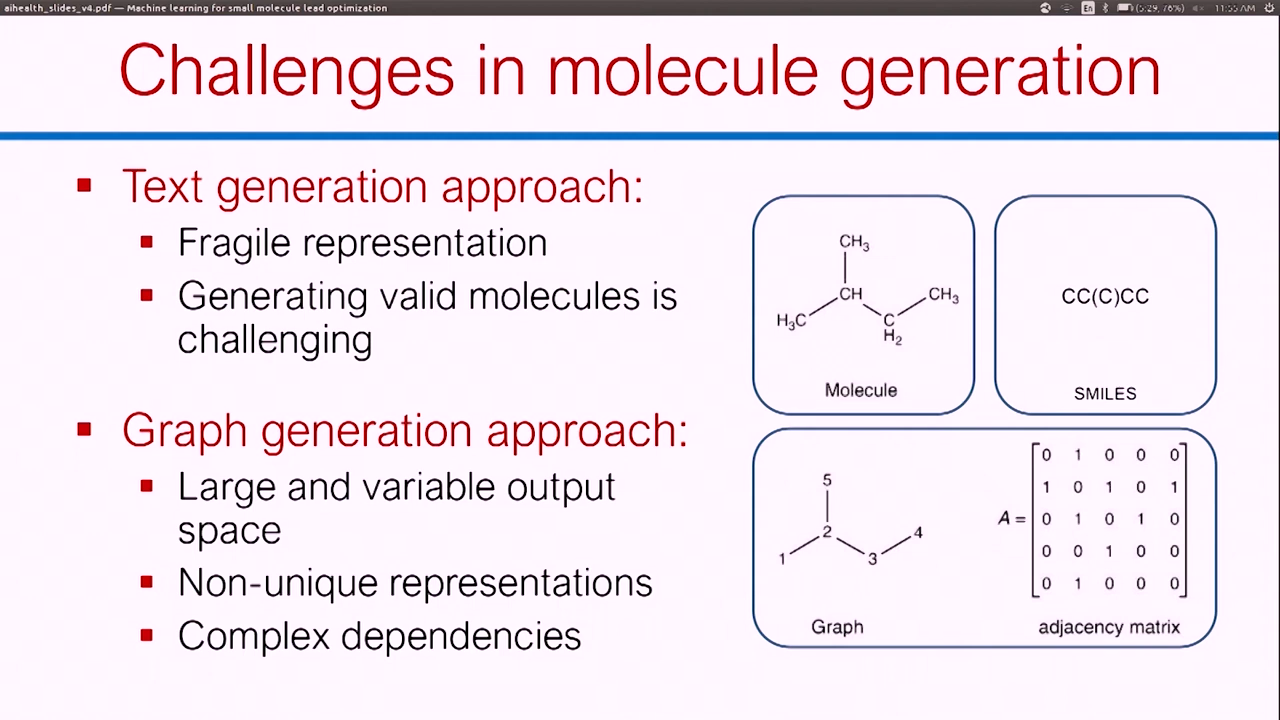 aihealth_slides_v4.pdf — Machine learning for small molecule lead optimization
En (5:29, 76%) 11:55 AM
Challenges in molecule generation
Text generation approach:
Fragile representation
Generating valid molecules is
challenging
Graph generation approach:
Large and variable output
space
Non-unique representations
Complex dependencies
CH₃
CH CH₃
H₃C C
H₂
Molecule
CC(C)CC
SMILES
5
2 4
1 3
Graph
0 1 0 0 0
1 0 1 0 1
A = 0 1 0 1 0
0 0 1 0 0
0 1 0 0 0
adjacency matrix